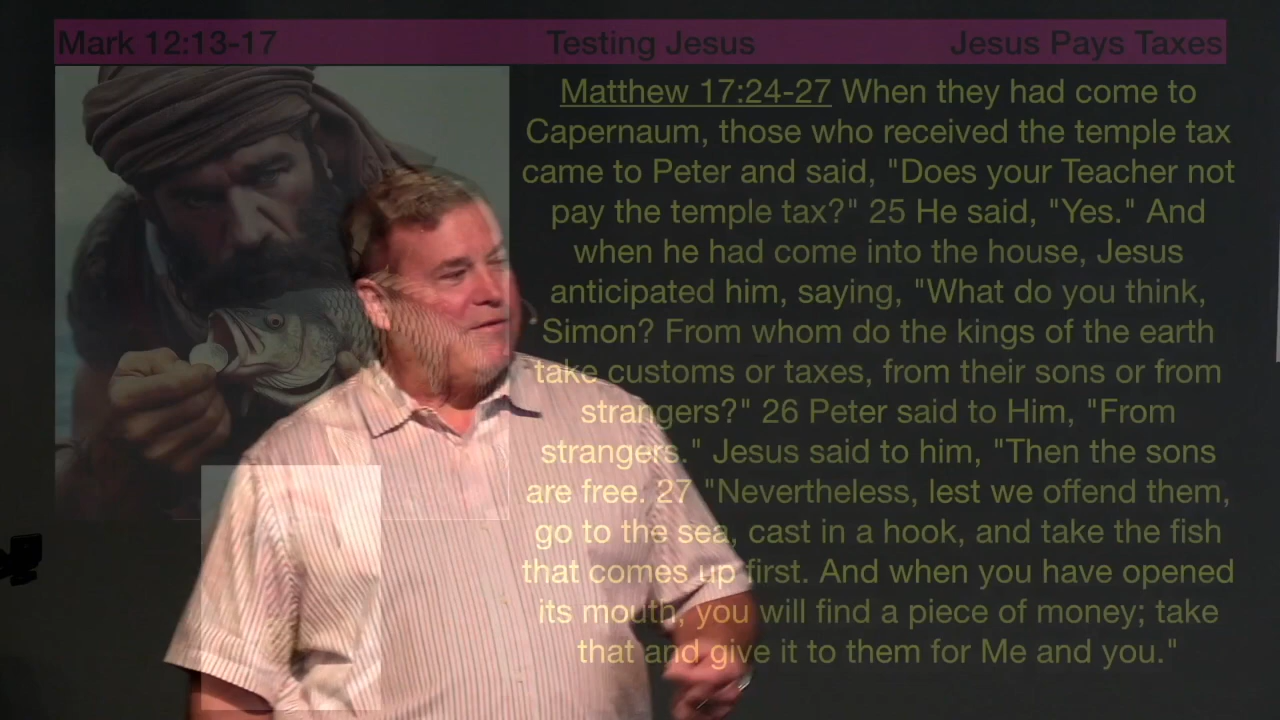 Mark 12:13-17 Testing Jesus Jesus Pays Taxes
Matthew 17:24-27 When they had come to
Capernaum, those who received the temple tax
came to Peter and said, "Does your Teacher not
pay the temple tax?" 25 He said, "Yes." And
when he had come into the house, Jesus
anticipated him, saying, "What do you think,
Simon? From whom do the kings of the earth
take customs or taxes, from their sons or from
strangers?" 26 Peter said to Him, "From
strangers." Jesus said to him, "Then the sons
are free. 27 "Nevertheless, lest we offend them,
go to the sea, cast in a hook, and take the fish
that comes up first. And when you have opened
its mouth, you will find a piece of money; take
that and give it to them for Me and you."